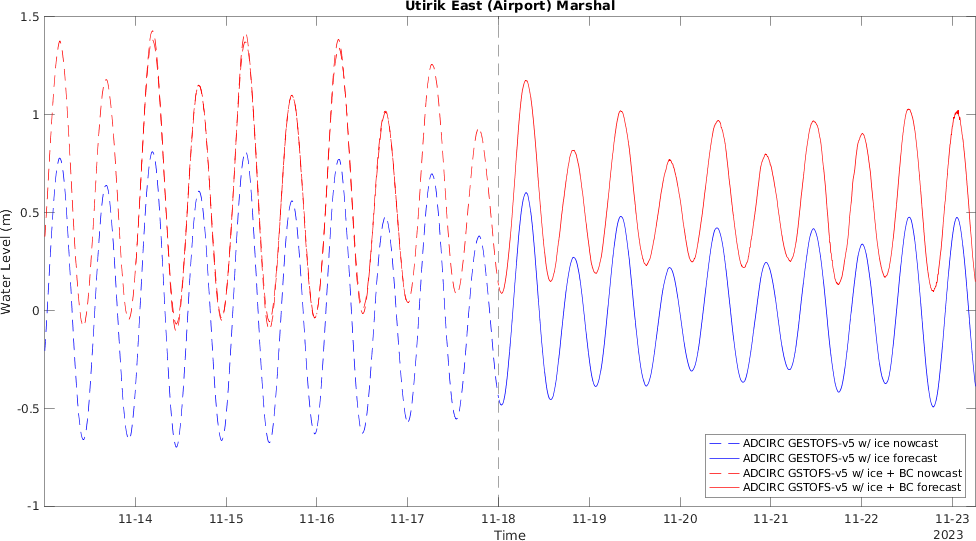 Utirik East (Airport) Marshal
1.5
1
0.5
0
-0.5
-1
Water Level (m)
ADCIRC GESTOFS-v5 w/ ice nowcast
ADCIRC GESTOFS-v5 w/ ice forecast
ADCIRC GSTOFS-v5 w/ ice + BC nowcast
ADCIRC GSTOFS-v5 w/ ice + BC forecast
11-14 11-15 11-16 11-17 11-18 11-19 11-20 11-21 11-22 11-23
Time
2023